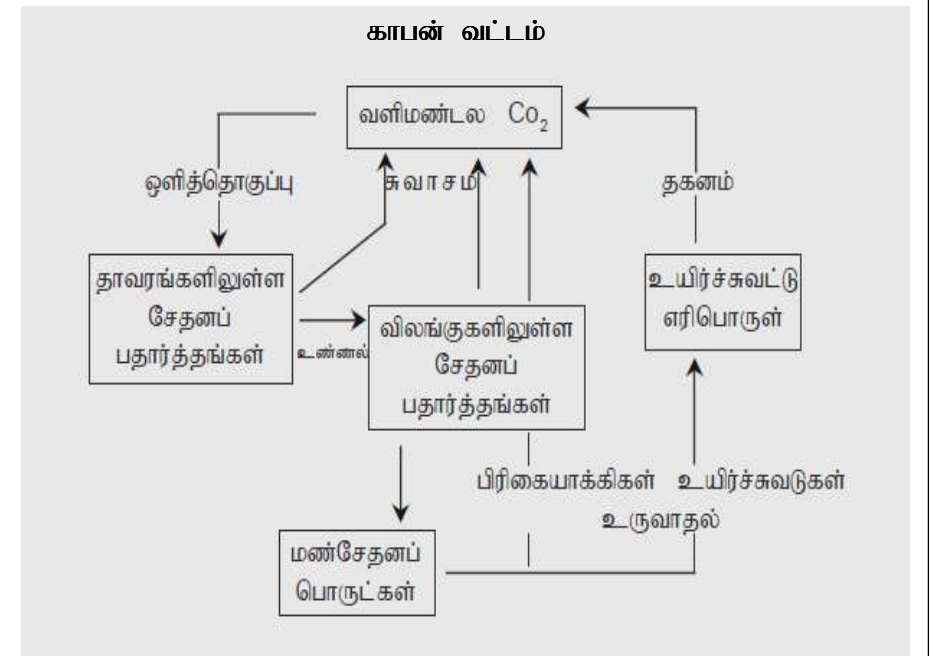 காபன் வட்டம்
வளிமண்டல Co₂
ஒளித்தொகுப்பு
சுவாசம்
தகனம்
தாவரங்களிலுள்ள
சேதனப்
பதார்த்தங்கள்
உண்ணல்
விலங்குகளிலுள்ள
சேதனப்
பதார்த்தங்கள்
உயிர்ச்சுவட்டு
எரிபொருள்
பிரிகையாக்கிகள்
உயிர்ச்சுவடுகள்
உருவாதல்
மண்சேதனப்
பொருட்கள்